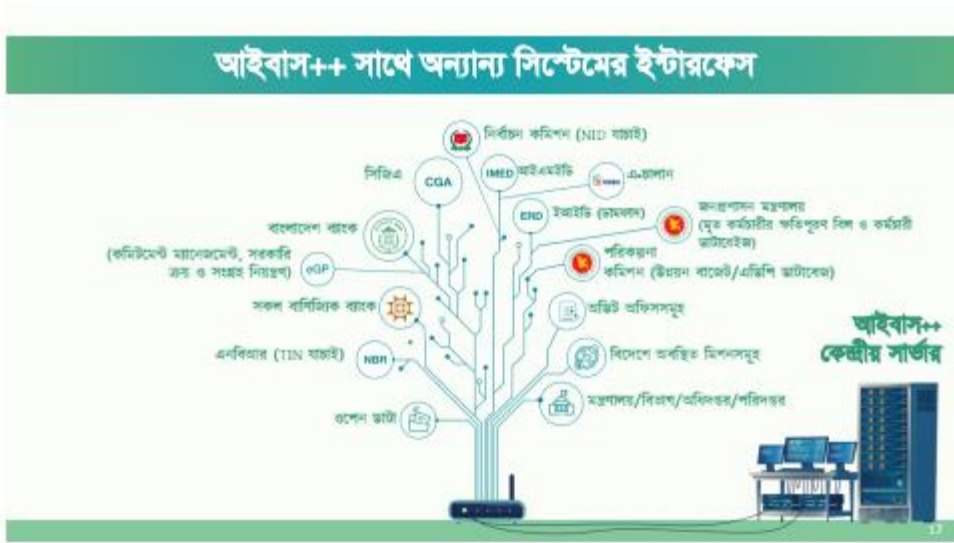 আইবাস++ সাথে অন্যান্য সিস্টেমের ইন্টারফেস
নির্বাচন কমিশন (NID যাচাই)
সিজিএ
CGA
IMED
আইএমইডি
এ-চালান
ERD
ইআরইডি (ডামফাস)
জনপ্রশাসন মন্ত্রণালয়
(মৃত কর্মচারীর ক্ষতিপূরণ বিল ও কর্মচারী
ডাটাবেইজ)
বাংলাদেশ ব্যাংক
(কমিটমেন্ট ম্যানেজমেন্ট, সরকারি
ক্রয় ও সংগ্রহ নিয়ন্ত্রণ)
eGP
পরিকল্পনা
কমিশন (উন্নয়ন বাজেট/এডিপি ডাটাবেজ)
সকল বাণিজ্যিক ব্যাংক
অডিট অফিসসমূহ
আইবাস++
কেন্দ্রীয় সার্ভার
এনবিআর (TIN যাচাই)
NBR
বিদেশে অবস্থিত মিশনসমূহ
মন্ত্রণালয়/বিভাগ/অধিদপ্তর/পরিদপ্তর
ওপেন ডাটা
17